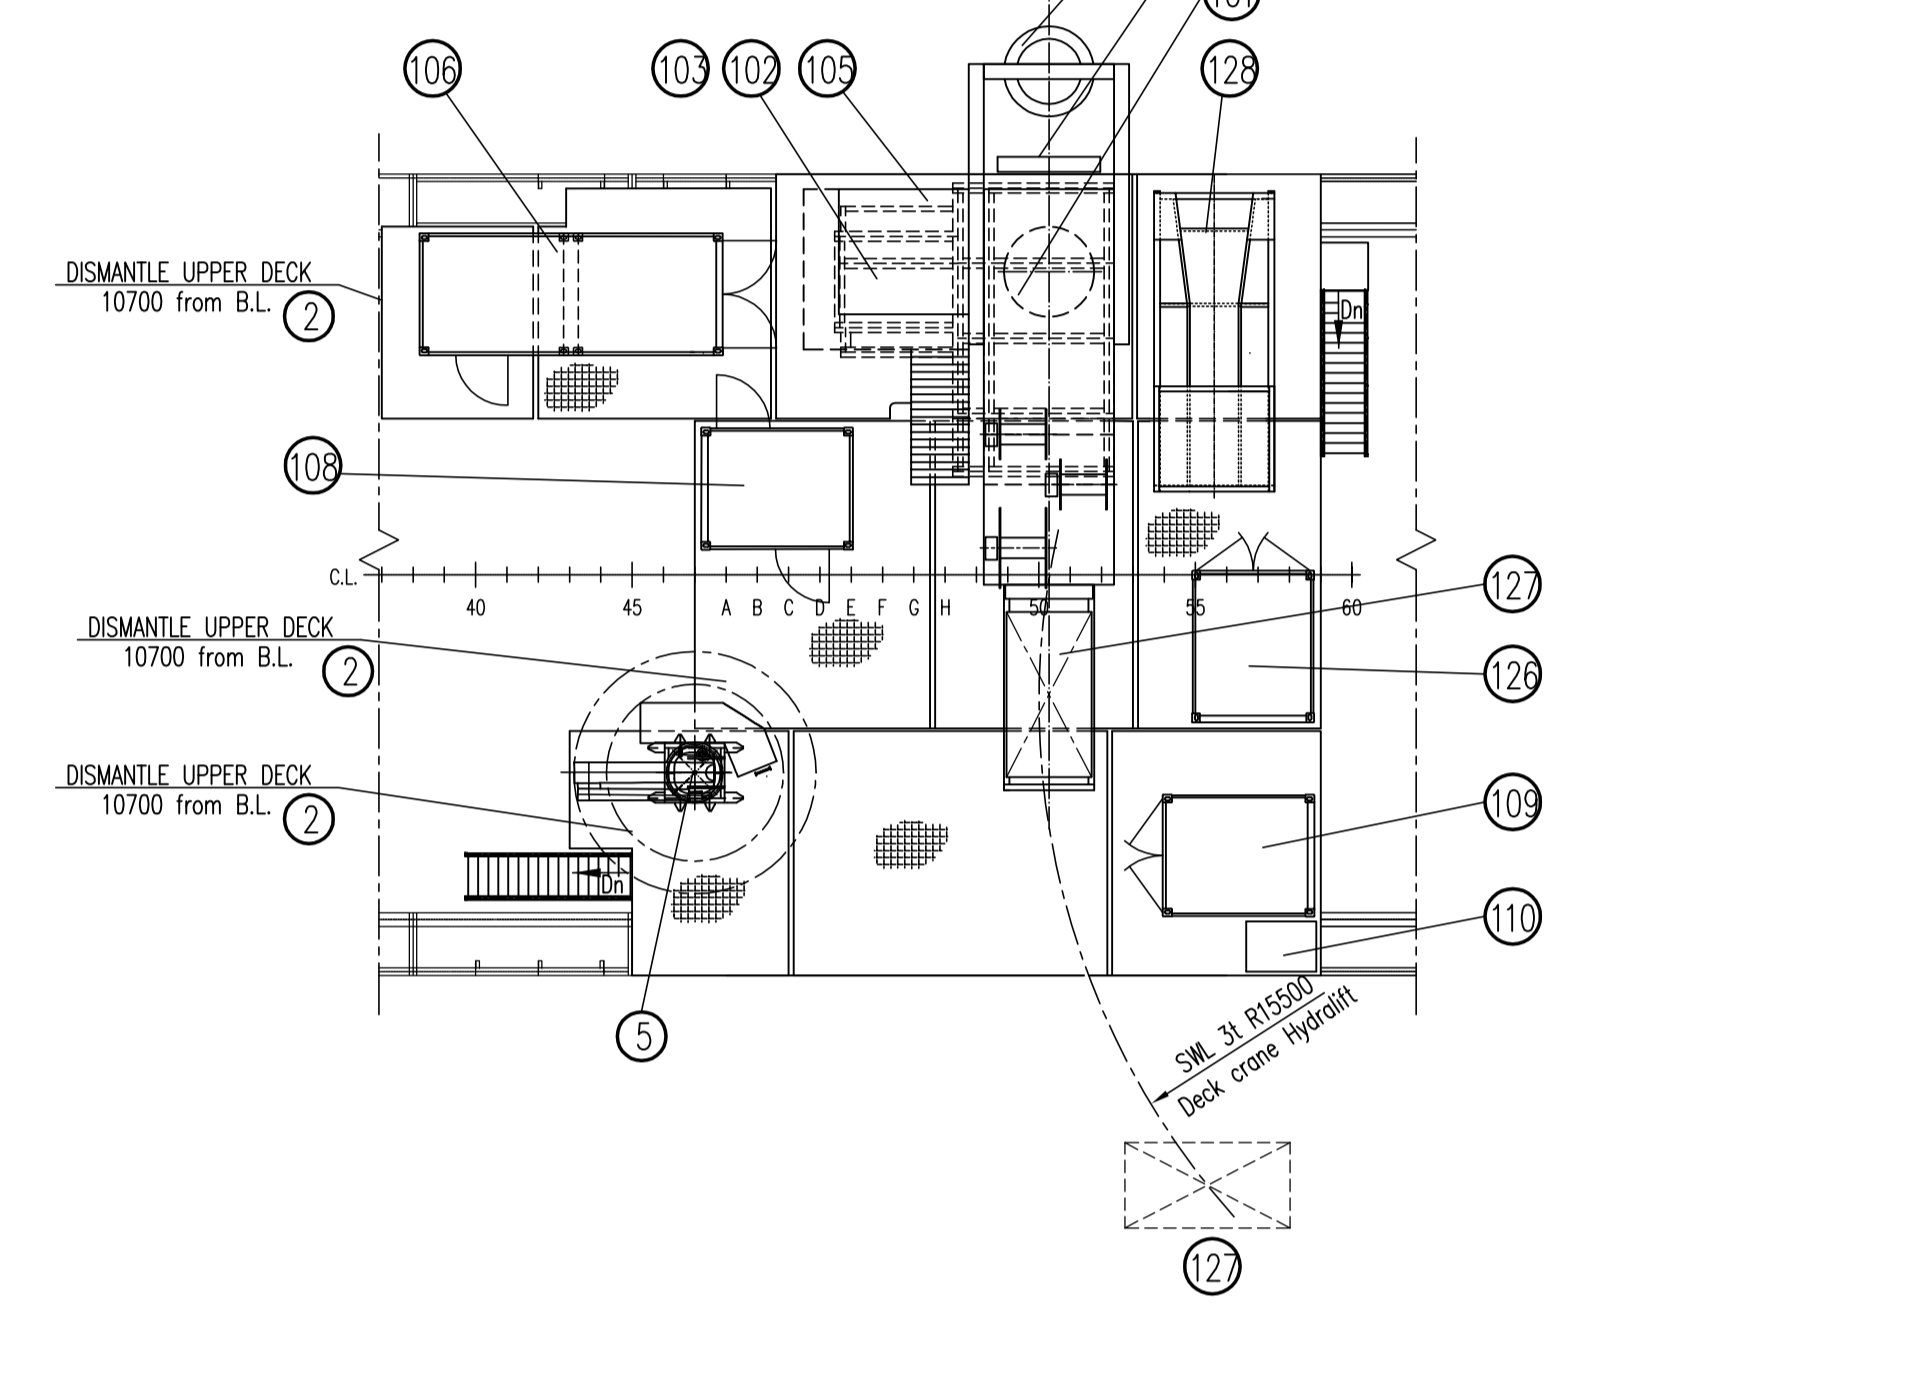 106
103
102
105
128
DISMANTLE UPPER DECK
10700 from B.L.
2
Dn
108
C.L.
40 45 A B C D E F G H 50 55 60
127
DISMANTLE UPPER DECK
10700 from B.L.
2
126
DISMANTLE UPPER DECK
10700 from B.L.
2
109
Dn
110
5
SWL 3t R15500
Deck crane Hydralift
127